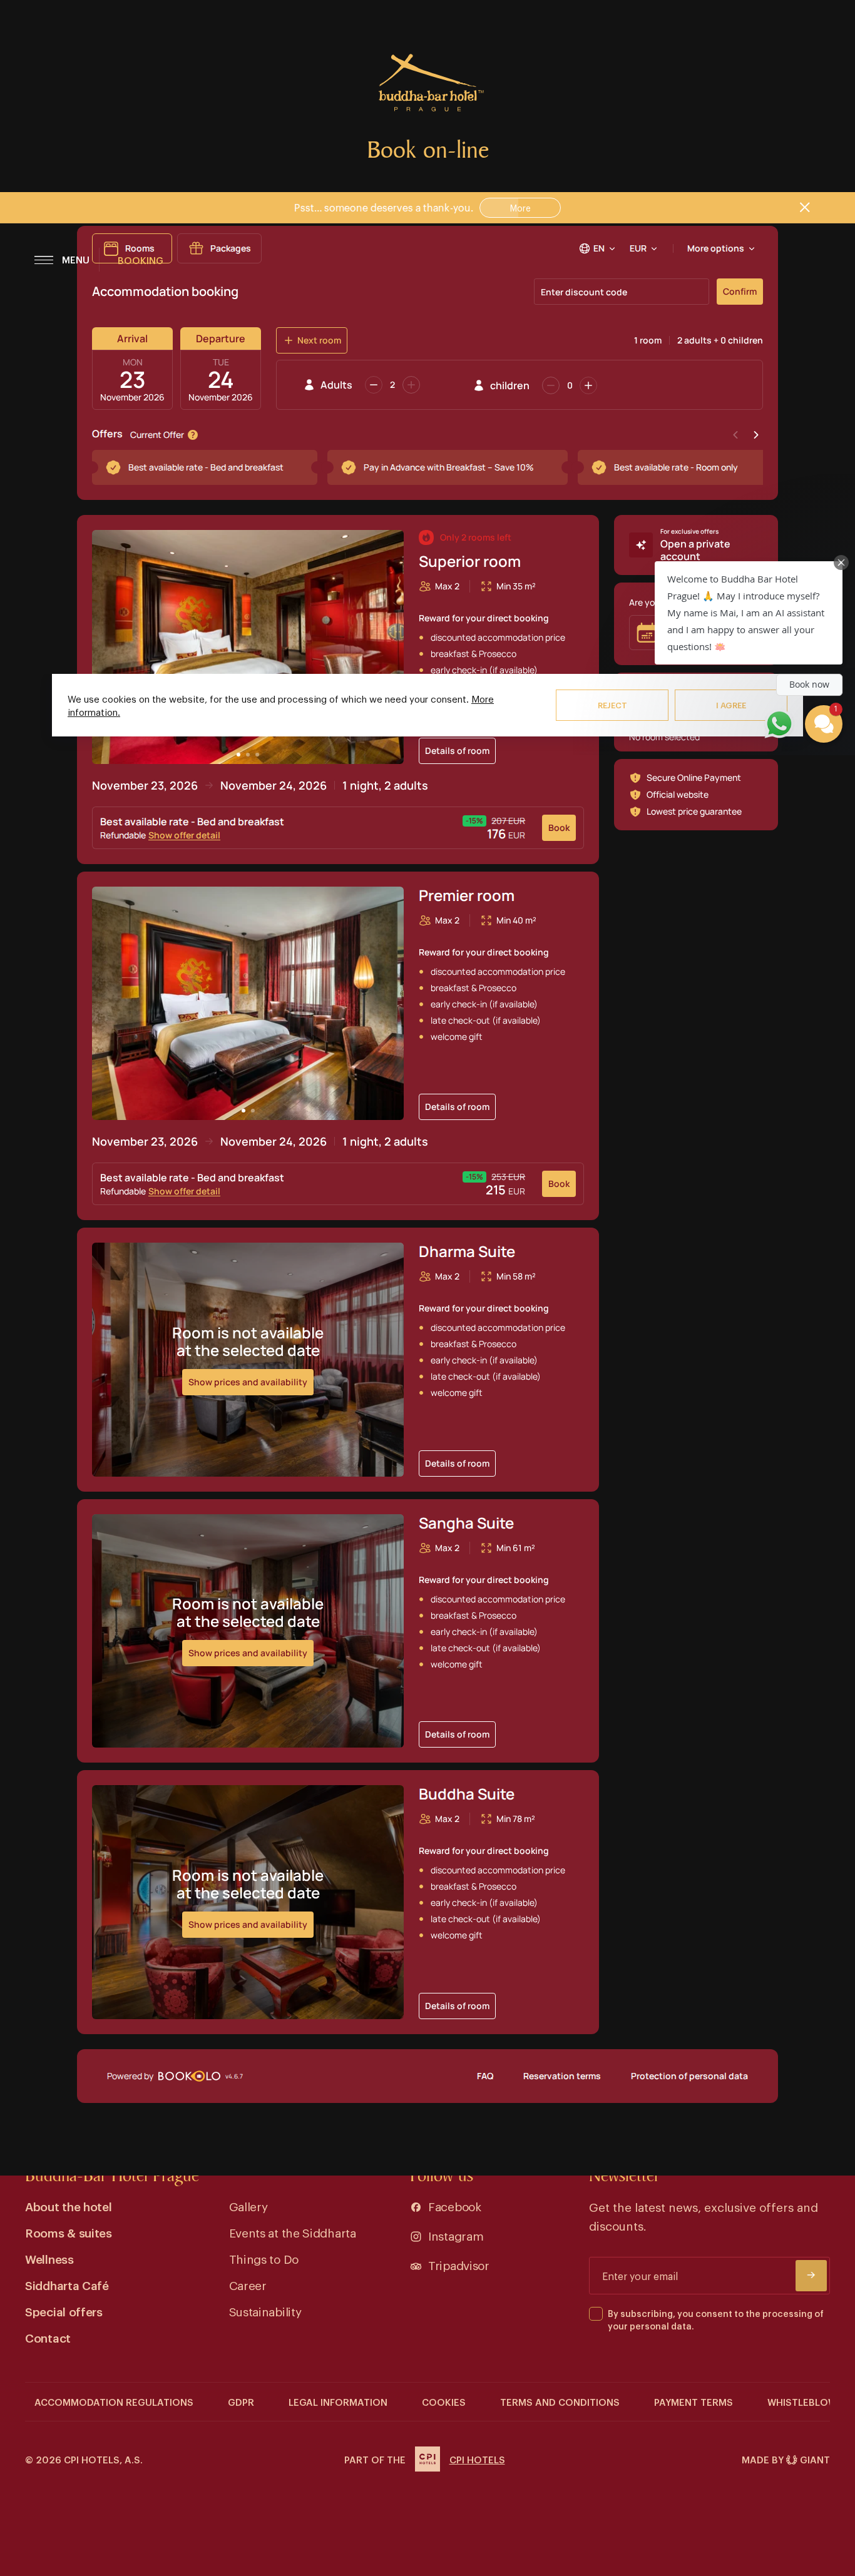 buddha-bar hotel™
PRAGUE
Book on-line
Psst... someone deserves a thank-you. More
MENU BOOKING
Rooms Packages EN EUR More options
Accommodation booking Enter discount code Confirm
Arrival Departure Next room 1 room 2 adults + 0 children
MON TUE
23 24 Adults 2 children 0
November 2026 November 2026
Offers Current Offer ?
Best available rate - Bed and breakfast Pay in Advance with Breakfast – Save 10% Best available rate - Room only
Only 2 rooms left
Superior room
Max 2 Min 35 m²
Reward for your direct booking
discounted accommodation price
breakfast & Prosecco
early check-in (if available)
Details of room
November 23, 2026 November 24, 2026 1 night, 2 adults
Best available rate - Bed and breakfast -15% 207 EUR
Refundable Show offer detail 176 EUR Book
For exclusive offers
Open a private
account
Are yo
Welcome to Buddha Bar Hotel
Prague! 🙏 May I introduce myself?
My name is Mai, I am an AI assistant
and I am happy to answer all your
questions! 🪷
Book now
1
We use cookies on the website, for the use and processing of which we need your consent. More
information.
REJECT I AGREE
No room selected
Secure Online Payment
Official website
Lowest price guarantee
Premier room
Max 2 Min 40 m²
Reward for your direct booking
discounted accommodation price
breakfast & Prosecco
early check-in (if available)
late check-out (if available)
welcome gift
Details of room
November 23, 2026 November 24, 2026 1 night, 2 adults
Best available rate - Bed and breakfast -15% 253 EUR
Refundable Show offer detail 215 EUR Book
Room is not available
at the selected date
Show prices and availability
Dharma Suite
Max 2 Min 58 m²
Reward for your direct booking
discounted accommodation price
breakfast & Prosecco
early check-in (if available)
late check-out (if available)
welcome gift
Details of room
Room is not available
at the selected date
Show prices and availability
Sangha Suite
Max 2 Min 61 m²
Reward for your direct booking
discounted accommodation price
breakfast & Prosecco
early check-in (if available)
late check-out (if available)
welcome gift
Details of room
Room is not available
at the selected date
Show prices and availability
Buddha Suite
Max 2 Min 78 m²
Reward for your direct booking
discounted accommodation price
breakfast & Prosecco
early check-in (if available)
late check-out (if available)
welcome gift
Details of room
Powered by BOOKOLO v4.6.7 FAQ Reservation terms Protection of personal data
Buddha-Bar Hotel Prague Follow us Newsletter
About the hotel
Rooms & suites
Wellness
Siddharta Café
Special offers
Contact
Gallery
Events at the Siddharta
Things to Do
Career
Sustainability
Facebook
Instagram
Tripadvisor
Get the latest news, exclusive offers and
discounts.
Enter your email
By subscribing, you consent to the processing of
your personal data.
ACCOMMODATION REGULATIONS GDPR LEGAL INFORMATION COOKIES TERMS AND CONDITIONS PAYMENT TERMS WHISTLEBLOW
© 2026 CPI HOTELS, A.S. PART OF THE CPI HOTELS CPI HOTELS MADE BY GIANT